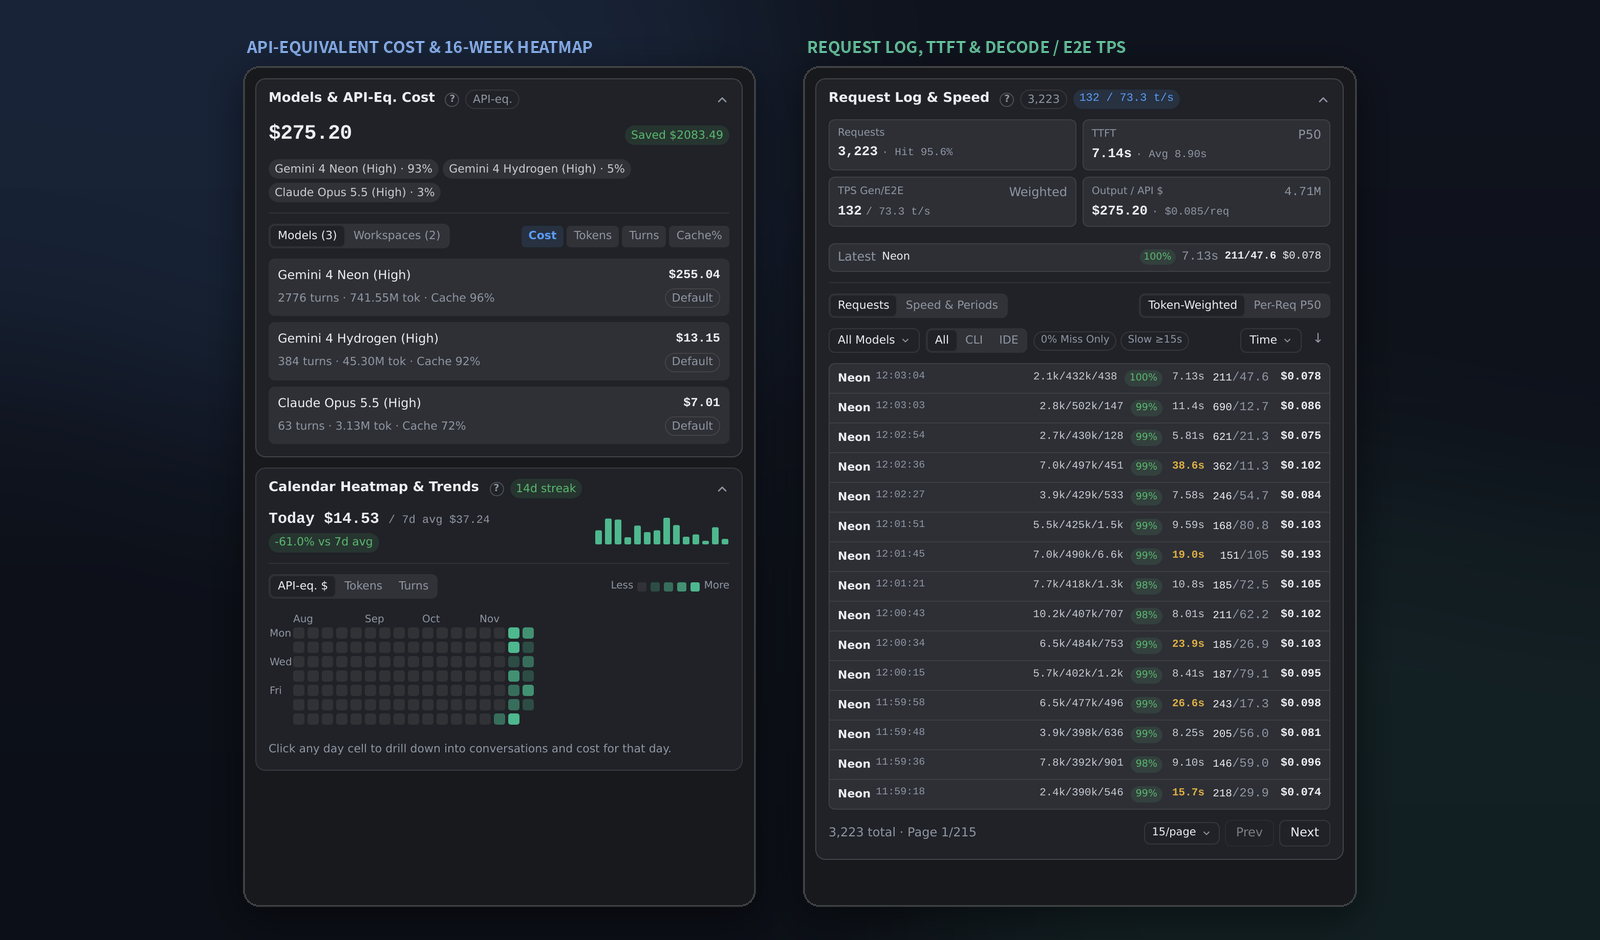 API-EQUIVALENT COST & 16-WEEK HEATMAP
Models & API-Eq. Cost ? API-eq.
$275.20 Saved $2083.49
Gemini 4 Neon (High) · 93% Gemini 4 Hydrogen (High) · 5%
Claude Opus 5.5 (High) · 3%
Models (3) Workspaces (2) Cost Tokens Turns Cache%
Gemini 4 Neon (High) $255.04
2776 turns · 741.55M tok · Cache 96% Default
Gemini 4 Hydrogen (High) $13.15
384 turns · 45.30M tok · Cache 92% Default
Claude Opus 5.5 (High) $7.01
63 turns · 3.13M tok · Cache 72% Default
Calendar Heatmap & Trends ? 14d streak
Today $14.53 / 7d avg $37.24
-61.0% vs 7d avg
API-eq. $ Tokens Turns Less More
Aug Sep Oct Nov
Mon
Wed
Fri
Click any day cell to drill down into conversations and cost for that day.
REQUEST LOG, TTFT & DECODE / E2E TPS
Request Log & Speed ? 3,223 132 / 73.3 t/s
Requests
3,223 · Hit 95.6%
TTFT P50
7.14s · Avg 8.90s
TPS Gen/E2E Weighted
132 / 73.3 t/s
Output / API $ 4.71M
$275.20 · $0.085/req
Latest Neon 100% 7.13s 211/47.6 $0.078
Requests Speed & Periods Token-Weighted Per-Req P50
All Models All CLI IDE 0% Miss Only Slow ≥15s Time ↓
Neon 12:03:04 2.1k/432k/438 100% 7.13s 211/47.6 $0.078
Neon 12:03:03 2.8k/502k/147 99% 11.4s 690/12.7 $0.086
Neon 12:02:54 2.7k/430k/128 99% 5.81s 621/21.3 $0.075
Neon 12:02:36 7.0k/497k/451 99% 38.6s 362/11.3 $0.102
Neon 12:02:27 3.9k/429k/533 99% 7.58s 246/54.7 $0.084
Neon 12:01:51 5.5k/425k/1.5k 99% 9.59s 168/80.8 $0.103
Neon 12:01:45 7.0k/490k/6.6k 99% 19.0s 151/105 $0.193
Neon 12:01:21 7.7k/418k/1.3k 98% 10.8s 185/72.5 $0.105
Neon 12:00:43 10.2k/407k/707 98% 8.01s 211/62.2 $0.102
Neon 12:00:34 6.5k/484k/753 99% 23.9s 185/26.9 $0.103
Neon 12:00:15 5.7k/402k/1.2k 99% 8.41s 187/79.1 $0.095
Neon 11:59:58 6.5k/477k/496 99% 26.6s 243/17.3 $0.098
Neon 11:59:48 3.9k/398k/636 99% 8.25s 205/56.0 $0.081
Neon 11:59:36 7.8k/392k/901 98% 9.10s 146/59.0 $0.096
Neon 11:59:18 2.4k/390k/546 99% 15.7s 218/29.9 $0.074
3,223 total · Page 1/215 15/page Prev Next